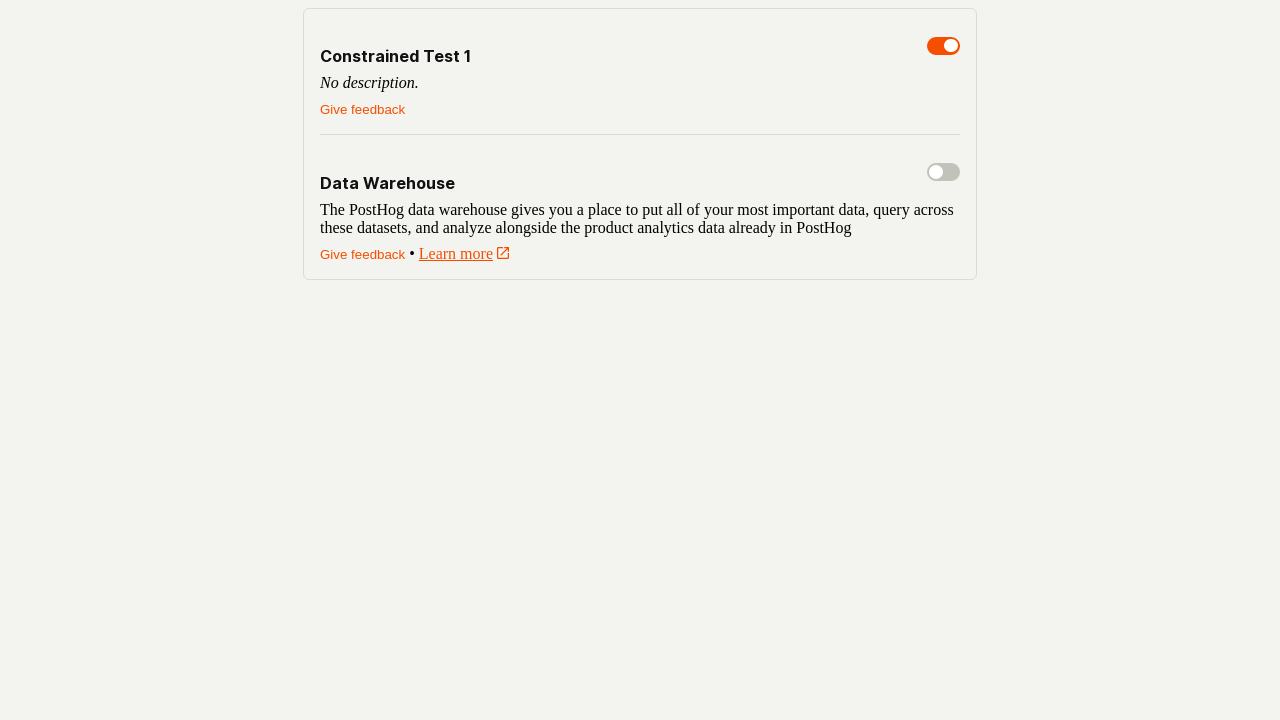 Constrained Test 1
No description.
Give feedback
Data Warehouse
The PostHog data warehouse gives you a place to put all of your most important data, query across
these datasets, and analyze alongside the product analytics data already in PostHog
Give feedback • Learn more